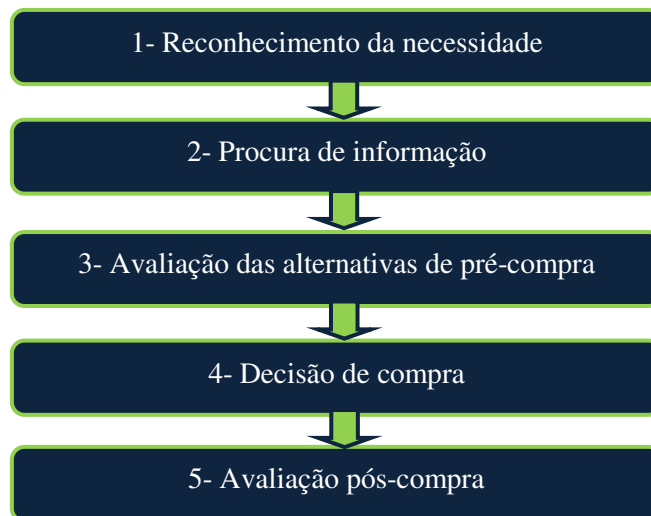 1- Reconhecimento da necessidade
2- Procura de informação
3- Avaliação das alternativas de pré-compra
4- Decisão de compra
5- Avaliação pós-compra